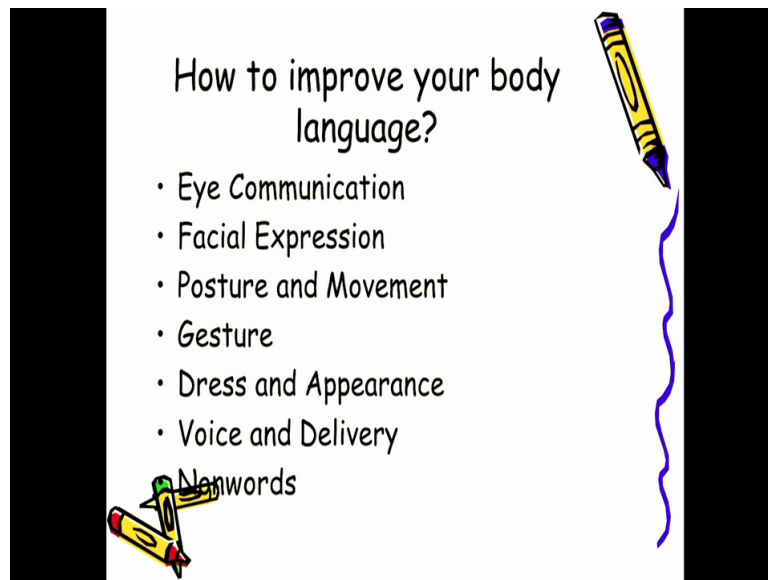 How to improve your body
language?
• Eye Communication
• Facial Expression
• Posture and Movement
• Gesture
• Dress and Appearance
• Voice and Delivery
Nonwords